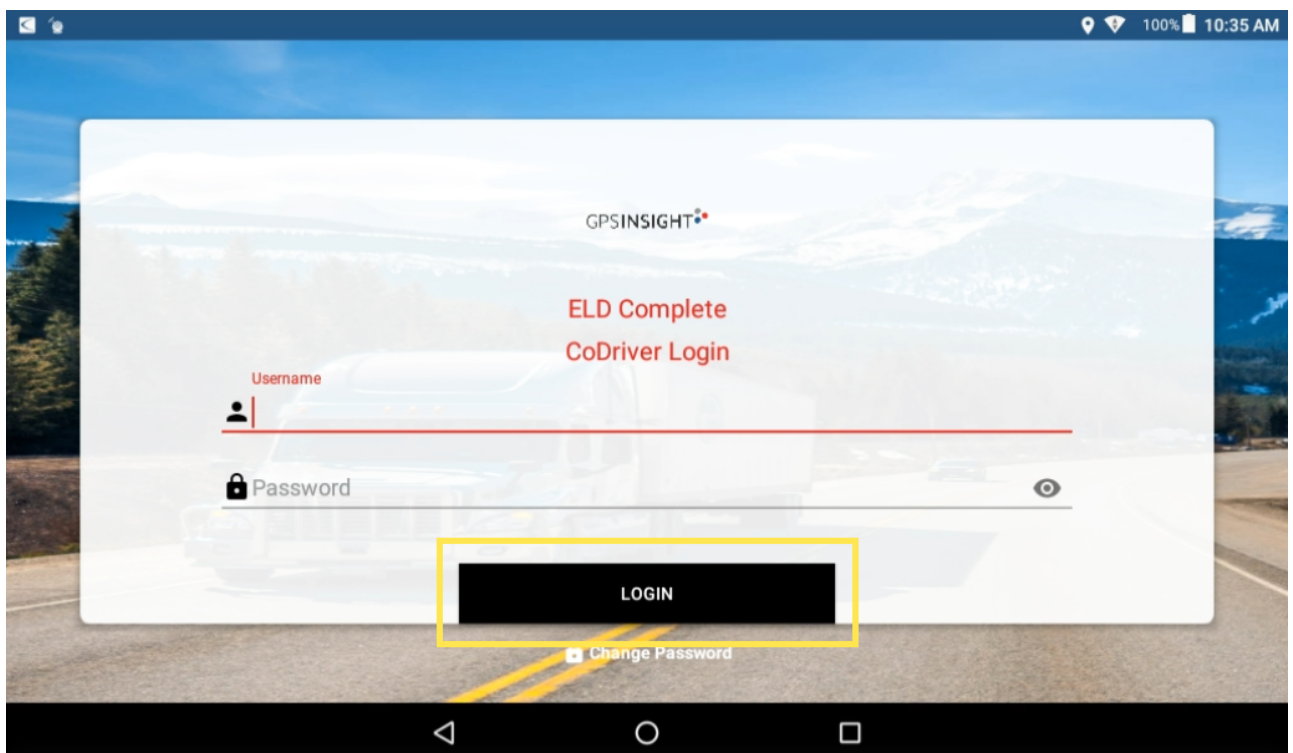 100% 10:35 AM
GPSINSIGHT
ELD Complete
CoDriver Login
Username
Password
LOGIN
Change Password